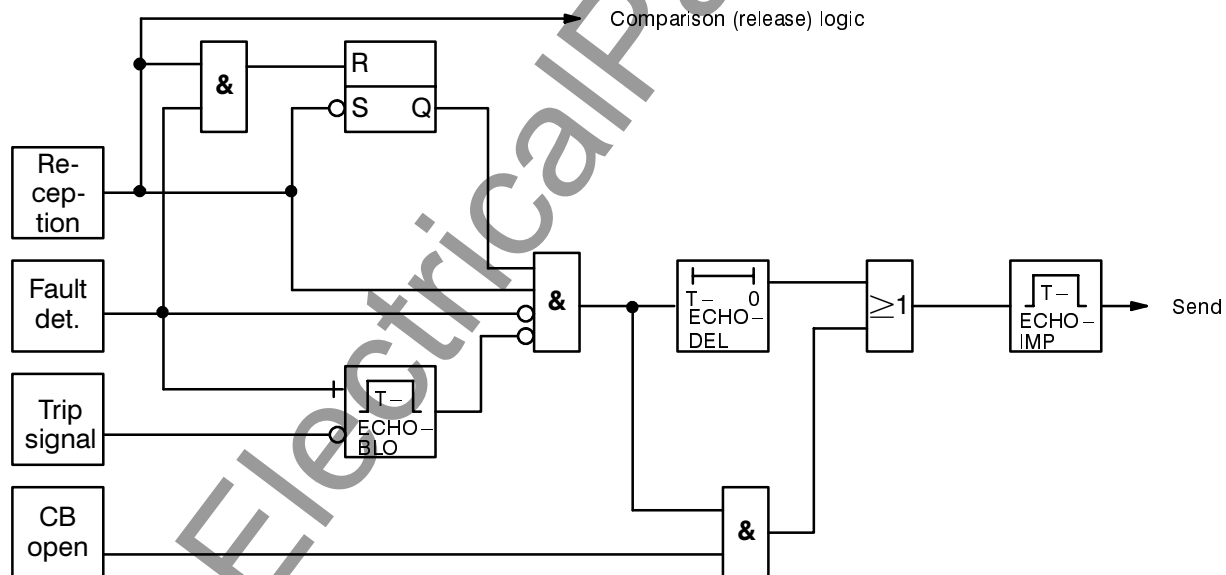 Comparison (release) logic
&
R
S Q
Re-
cep-
tion
Fault
det.
&
T– 0
ECHO–
DEL
≥1
T–
ECHO–
IMP
Send
Trip
signal
T–
ECHO–
BLO
CB
open
&